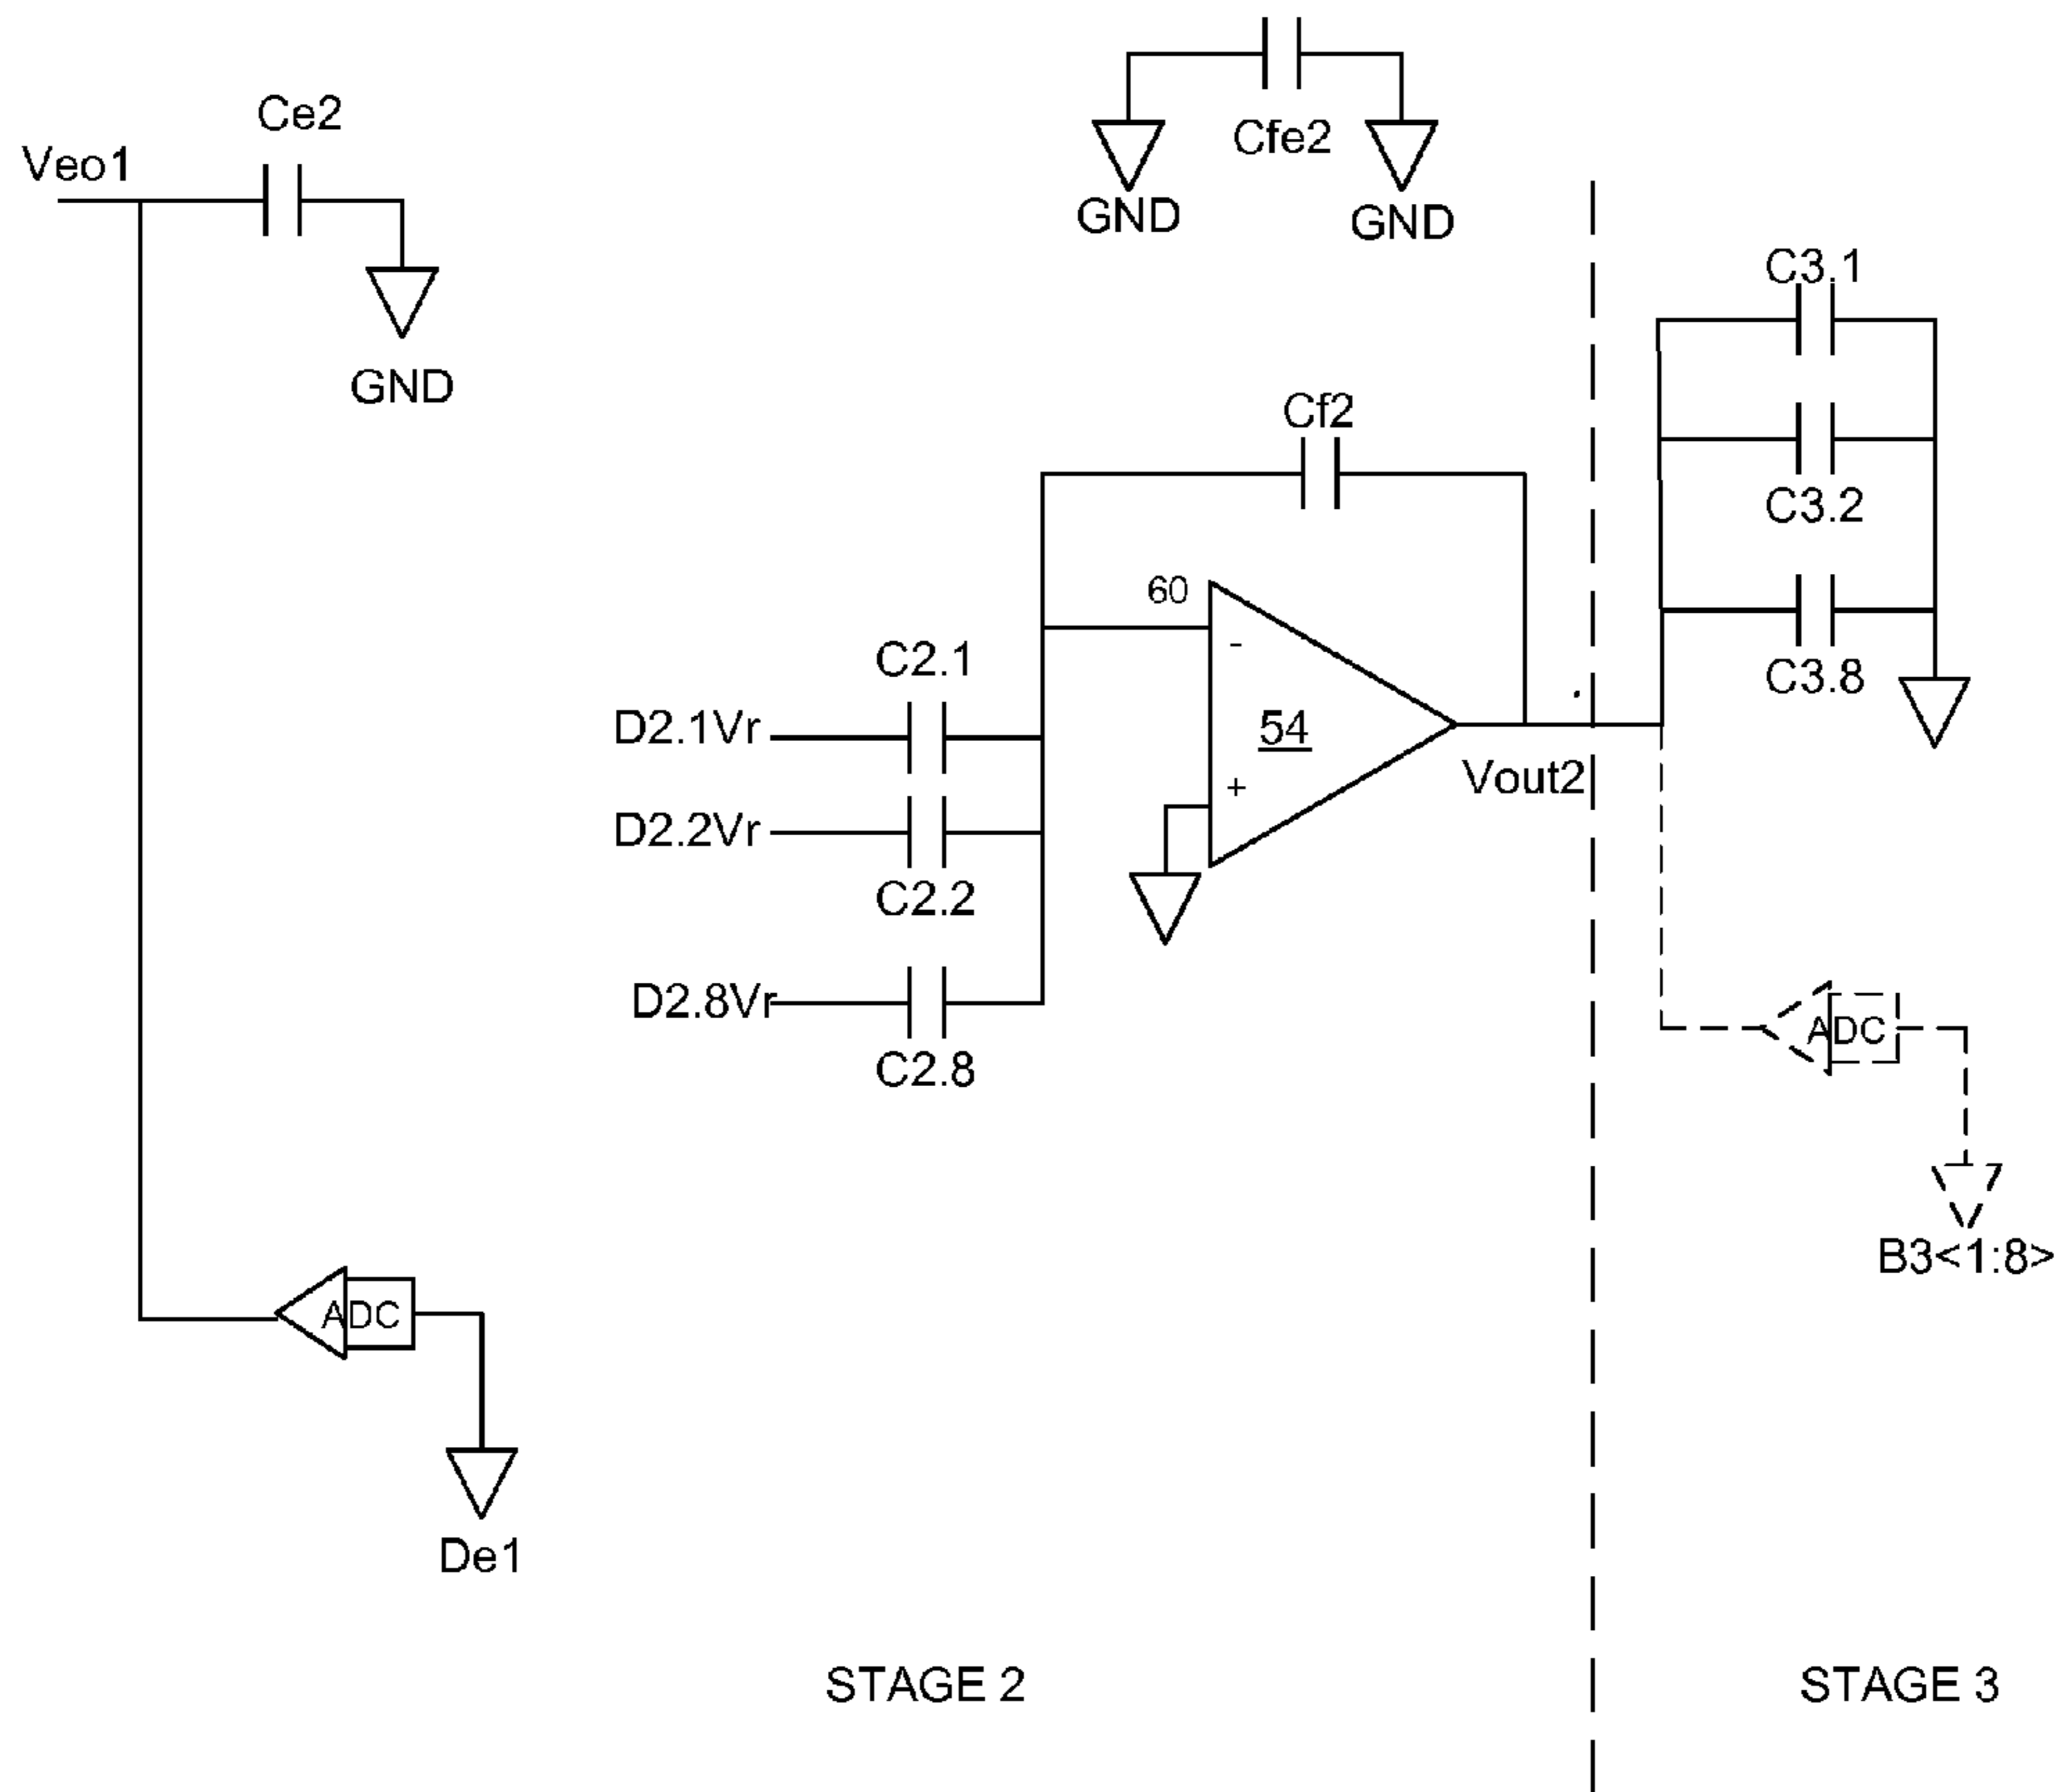 Ce2
Veo1
GND
Cfe2
GND
GND
C3.1
C3.2
C3.8
Cf2
60
-
54
+
Vout2
C2.1
D2.1Vr
D2.2Vr
C2.2
D2.8Vr
C2.8
ADC
B3<1:8>
ADC
De1
STAGE 2
STAGE 3